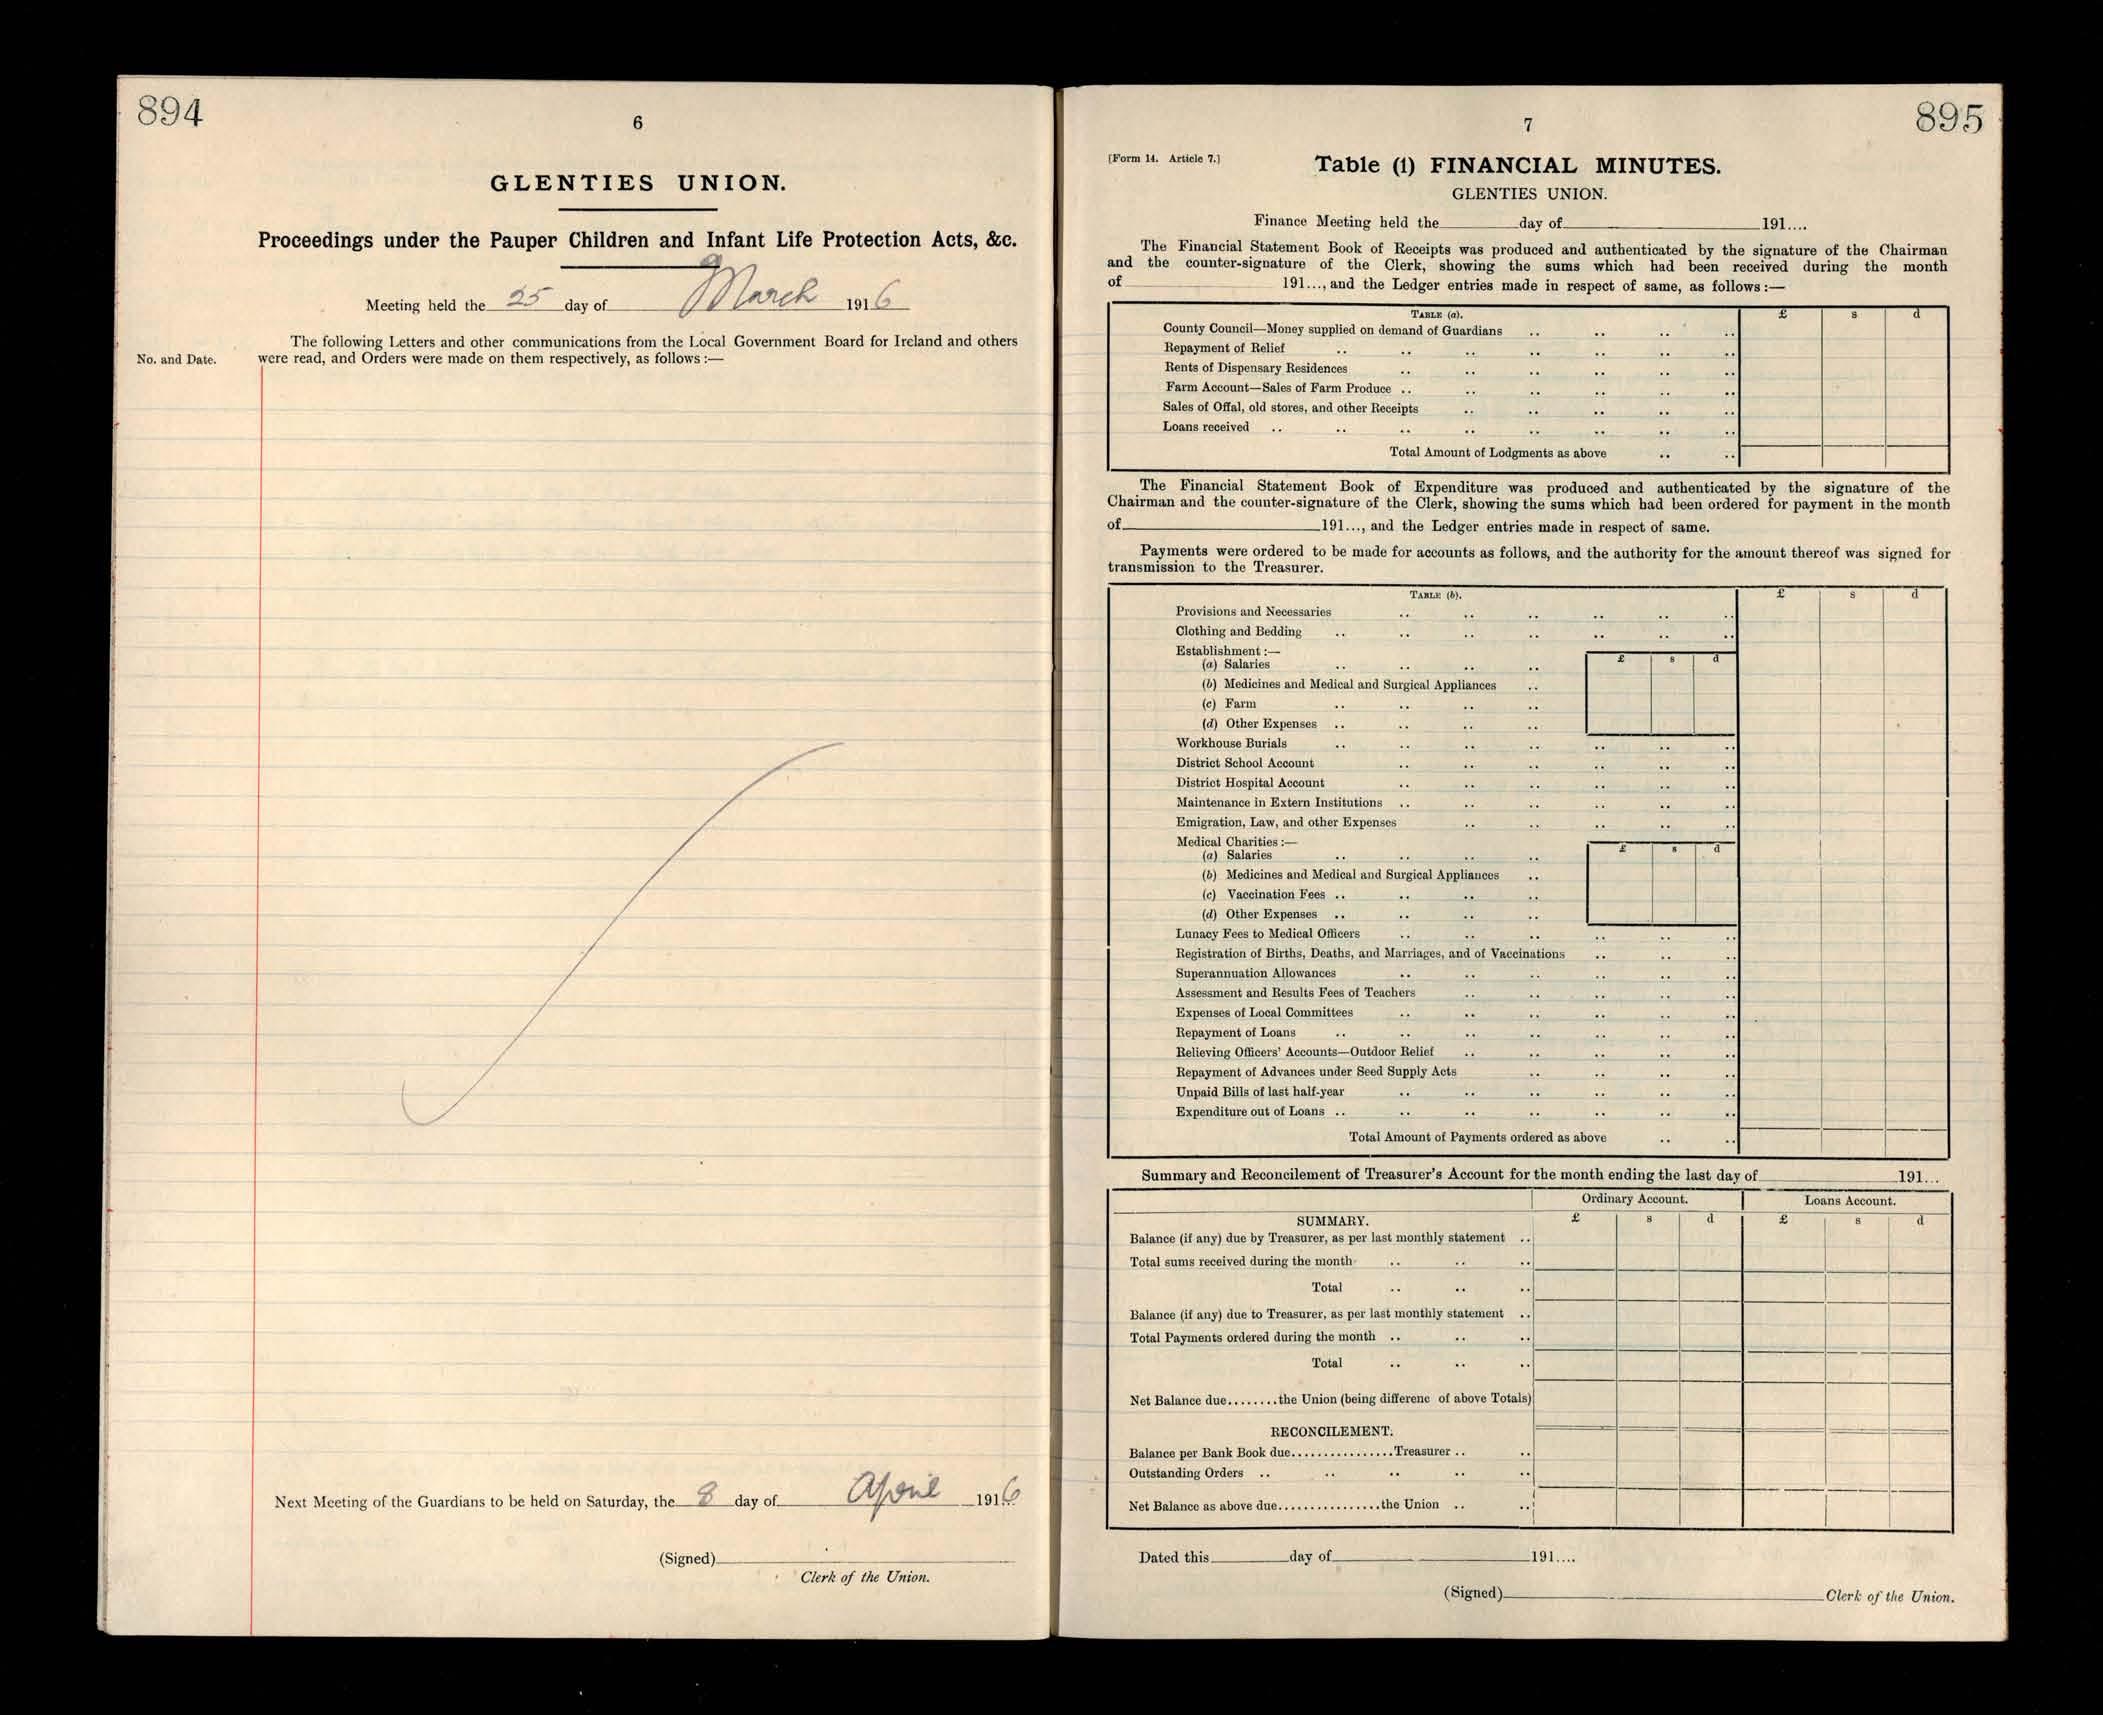 894
6
GLENTIES UNION.
Proceedings under the Pauper Children and Infant Life Protection Acts, &c.
Meeting held the 25 day of March 1916
The following Letters and other communications from the Local Government Board for Ireland and others
No. and Date. were read, and Orders were made on them respectively, as follows :—
Next Meeting of the Guardians to be held on Saturday, the 8 day of April 1916
(Signed)
Clerk of the Union.
895
7
[Form 14. Article 7.]
Table (1) FINANCIAL MINUTES.
GLENTIES UNION.
Finance Meeting held the day of 191....
The Financial Statement Book of Receipts was produced and authenticated by the signature of the Chairman
and the counter-signature of the Clerk, showing the sums which had been received during the month
of 191..., and the Ledger entries made in respect of same, as follows :—
TABLE (a). £ s d
County Council—Money supplied on demand of Guardians .. .. .. ..
Repayment of Relief .. .. .. .. .. .. ..
Rents of Dispensary Residences .. .. .. .. .. ..
Farm Account—Sales of Farm Produce .. .. .. .. .. ..
Sales of Offal, old stores, and other Receipts .. .. .. .. ..
Loans received .. .. .. .. .. .. .. ..
Total Amount of Lodgments as above .. ..
The Financial Statement Book of Expenditure was produced and authenticated by the signature of the
Chairman and the counter-signature of the Clerk, showing the sums which had been ordered for payment in the month
of 191..., and the Ledger entries made in respect of same.
Payments were ordered to be made for accounts as follows, and the authority for the amount thereof was signed for
transmission to the Treasurer.
TABLE (b). £ s d
Provisions and Necessaries .. .. .. .. .. ..
Clothing and Bedding .. .. .. .. .. .. ..
Establishment :—
£ s d
(a) Salaries .. .. .. ..
(b) Medicines and Medical and Surgical Appliances ..
(c) Farm .. .. .. ..
(d) Other Expenses .. .. .. ..
Workhouse Burials .. .. .. .. .. .. ..
District School Account .. .. .. .. .. ..
District Hospital Account .. .. .. .. .. ..
Maintenance in Extern Institutions .. .. .. .. .. ..
Emigration, Law, and other Expenses .. .. .. .. ..
Medical Charities :—
£ s d
(a) Salaries .. .. .. ..
(b) Medicines and Medical and Surgical Appliances ..
(c) Vaccination Fees .. .. .. ..
(d) Other Expenses .. .. .. ..
Lunacy Fees to Medical Officers .. .. .. .. .. ..
Registration of Births, Deaths, and Marriages, and of Vaccinations .. .. ..
Superannuation Allowances .. .. .. .. .. ..
Assessment and Results Fees of Teachers .. .. .. .. ..
Expenses of Local Committees .. .. .. .. .. ..
Repayment of Loans .. .. .. .. .. .. ..
Relieving Officers' Accounts—Outdoor Relief .. .. .. .. ..
Repayment of Advances under Seed Supply Acts .. .. .. ..
Unpaid Bills of last half-year .. .. .. .. .. ..
Expenditure out of Loans .. .. .. .. .. .. ..
Total Amount of Payments ordered as above .. ..
Summary and Reconcilement of Treasurer's Account for the month ending the last day of 191...
Ordinary Account. Loans Account.
SUMMARY. £ s d £ s d
Balance (if any) due by Treasurer, as per last monthly statement ..
Total sums received during the month .. .. ..
Total .. .. ..
Balance (if any) due to Treasurer, as per last monthly statement ..
Total Payments ordered during the month .. .. ..
Total .. .. ..
Net Balance due........the Union (being differenc of above Totals)
RECONCILEMENT.
Balance per Bank Book due................Treasurer .. ..
Outstanding Orders .. .. .. .. ..
Net Balance as above due................the Union .. ..
Dated this day of 191....
(Signed) Clerk of the Union.